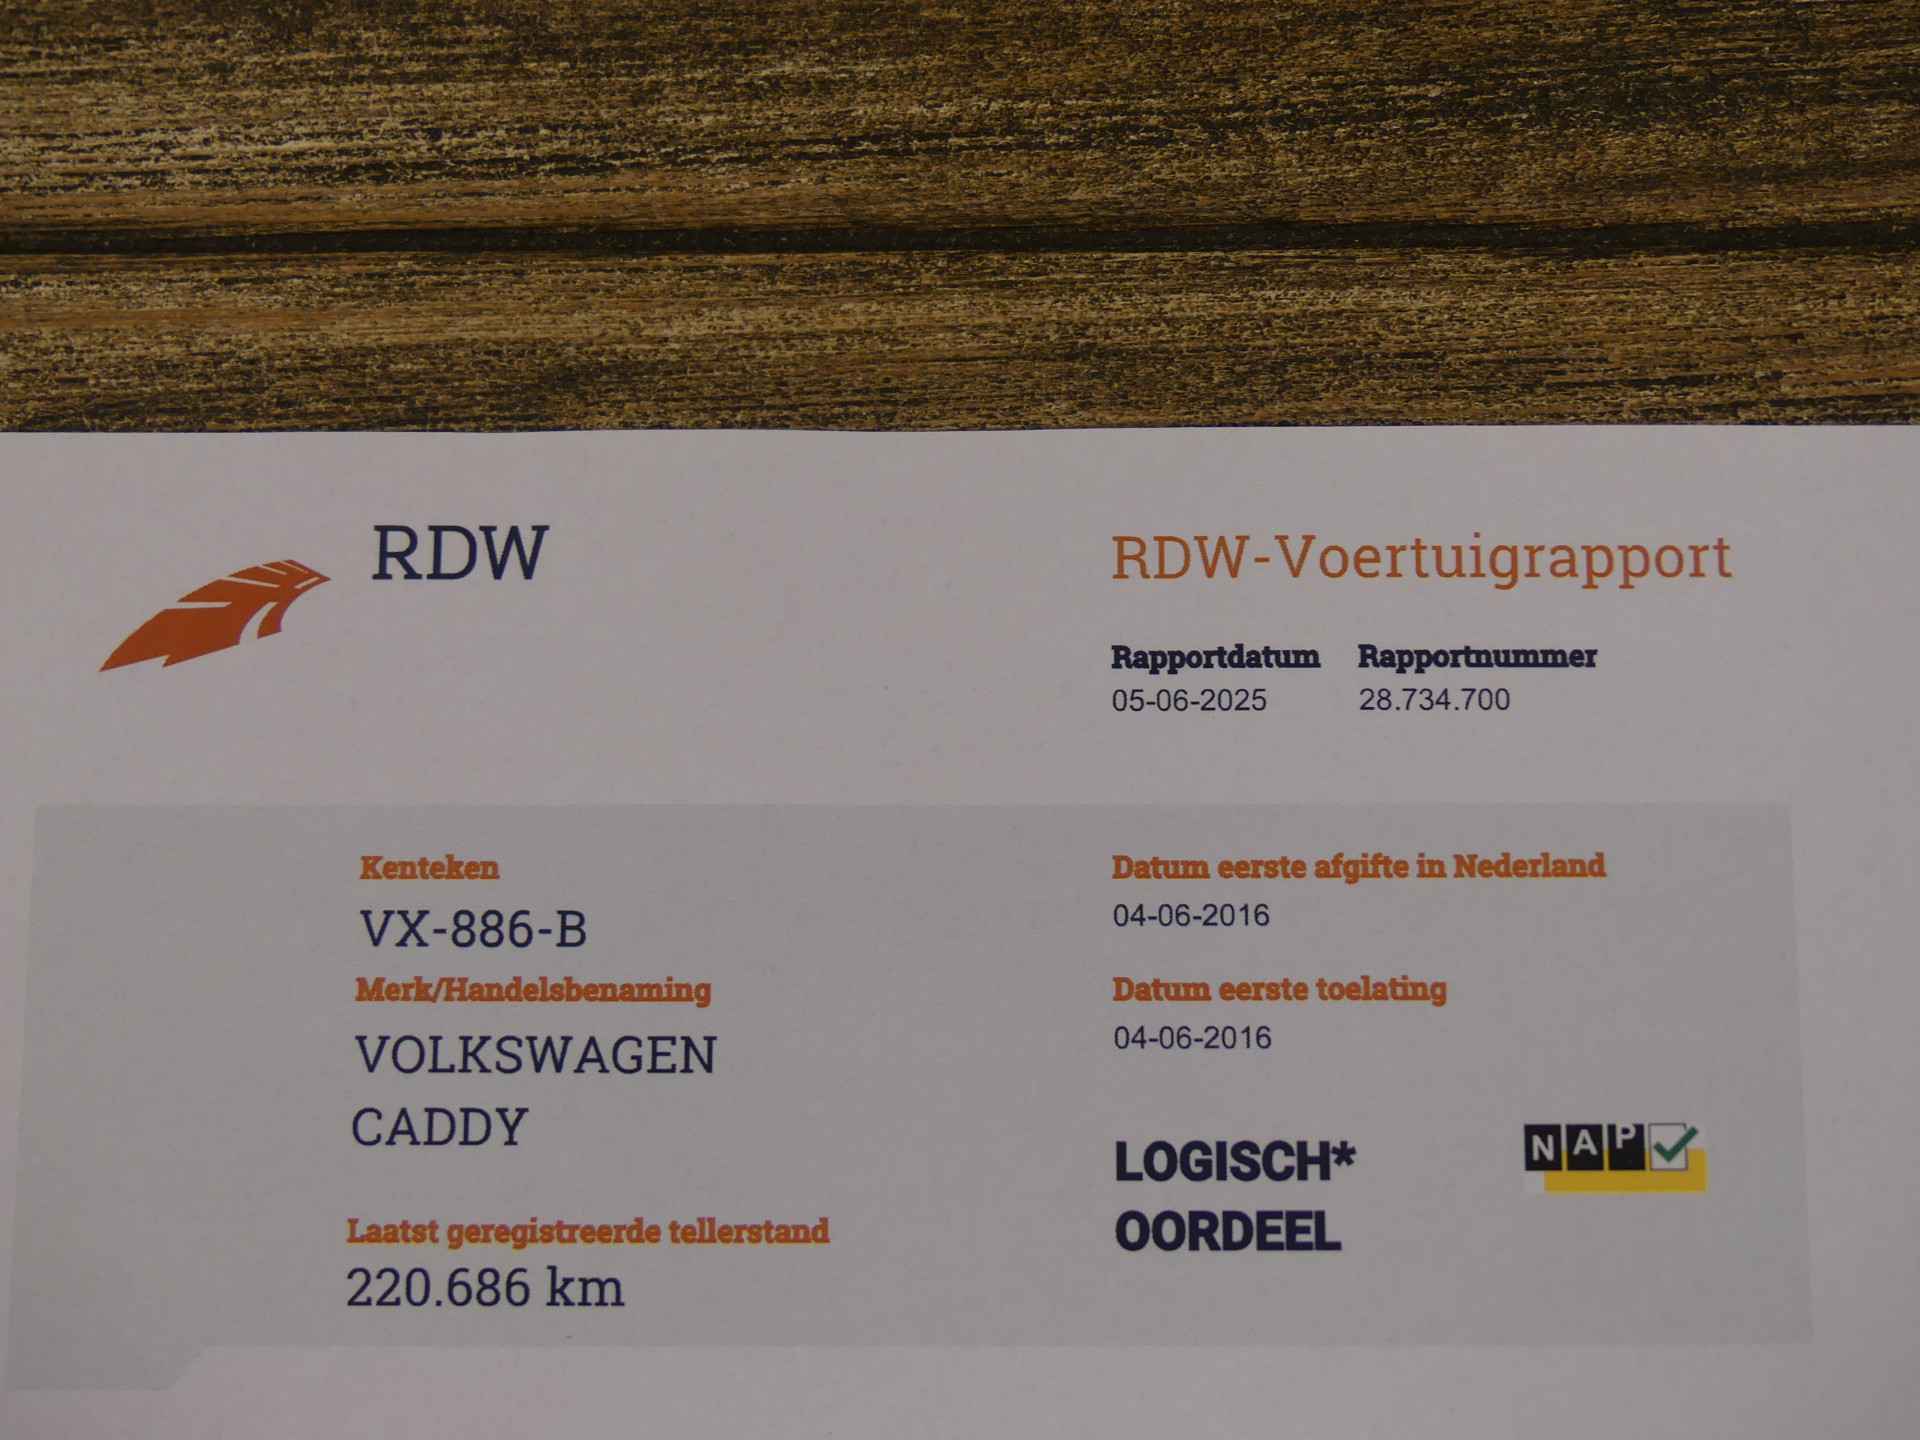 RDW
RDW-Voertuigrapport
Rapportdatum Rapportnummer
05-06-2025 28.734.700
Kenteken
VX-886-B
Merk/Handelsbenaming
VOLKSWAGEN
CADDY
Laatst geregistreerde tellerstand
220.686 km
Datum eerste afgifte in Nederland
04-06-2016
Datum eerste toelating
04-06-2016
LOGISCH*
OORDEEL
NAP